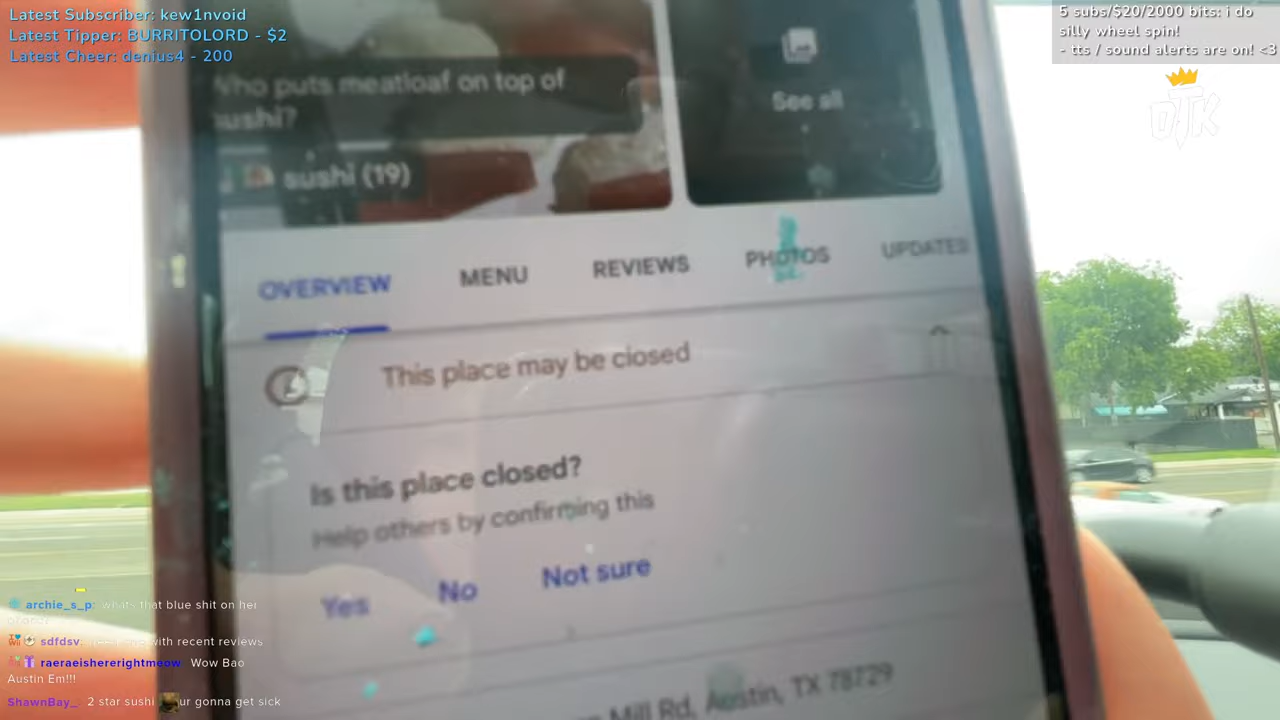 Latest Subscriber: kew1nvoid
Latest Tipper: BURRITOLORD - $2
Latest Cheer: denius4 - 200
5 subs/$20/2000 bits: i do
silly wheel spin!
- tts / sound alerts are on! <3
DTK
Who puts meatloaf on top of
sushi?
sushi (19)
See all
OVERVIEW
MENU
REVIEWS
PHOTOS
UPDATES
This place may be closed
Is this place closed?
Help others by confirming this
Yes
No
Not sure
Mill Rd, Austin, TX 78729
archie_s_p: whats that blue shit on her
sdfdsv: with recent reviews
raeraeishererightmeow: Wow Bao
Austin Em!!!
ShawnBay_: 2 star sushi ur gonna get sick